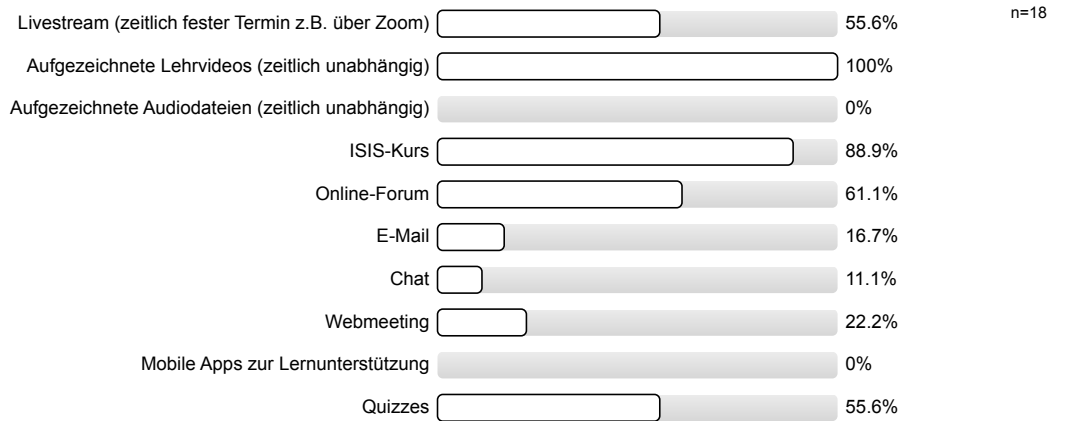 Livestream (zeitlich fester Termin z.B. über Zoom) 55.6% n=18
Aufgezeichnete Lehrvideos (zeitlich unabhängig) 100%
Aufgezeichnete Audiodateien (zeitlich unabhängig) 0%
ISIS-Kurs 88.9%
Online-Forum 61.1%
E-Mail 16.7%
Chat 11.1%
Webmeeting 22.2%
Mobile Apps zur Lernunterstützung 0%
Quizzes 55.6%